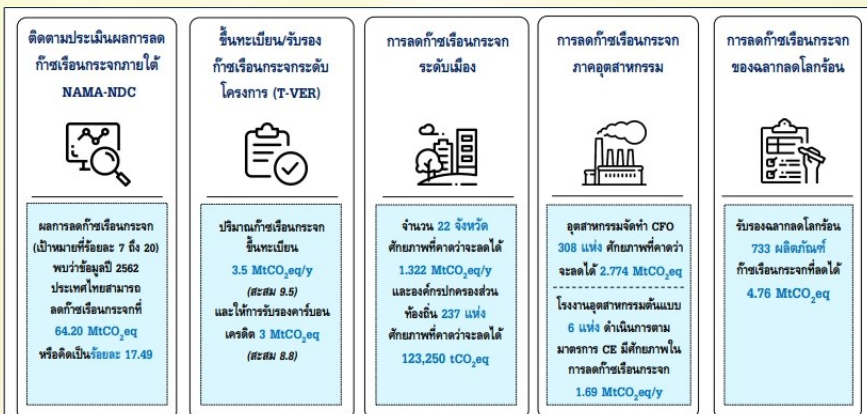 ติดตามประเมินผลการลด
ก๊าซเรือนกระจกภายใต้
NAMA-NDC
ผลการลดก๊าซเรือนกระจก
(เป้าหมายที่ร้อยละ 7 ถึง 20)
พบว่าข้อมูลปี 2562
ประเทศไทยสามารถ
ลดก๊าซเรือนกระจกที่
64.20 MtCO₂eq
หรือคิดเป็นร้อยละ 17.49
ขึ้นทะเบียน/รับรอง
ก๊าซเรือนกระจกระดับ
โครงการ (T-VER)
ปริมาณก๊าซเรือนกระจก
ขึ้นทะเบียน
3.5 MtCO₂eq/y
(สะสม 9.5)
และให้การรับรองคาร์บอน
เครดิต 3 MtCO₂eq
(สะสม 8.8)
การลดก๊าซเรือนกระจก
ระดับเมือง
จำนวน 22 จังหวัด
ศักยภาพที่คาดว่าจะลดได้
1.322 MtCO₂eq/y
และองค์กรปกครองส่วน
ท้องถิ่น 237 แห่ง
ศักยภาพที่คาดว่าจะลดได้
123,250 tCO₂eq
การลดก๊าซเรือนกระจก
ภาคอุตสาหกรรม
อุตสาหกรรมจัดทำ CFO
308 แห่ง ศักยภาพที่คาดว่า
จะลดได้ 2.774 MtCO₂eq
โรงงานอุตสาหกรรมต้นแบบ
6 แห่ง ดำเนินการตาม
มาตรการ CE มีศักยภาพใน
การลดก๊าซเรือนกระจก
1.69 MtCO₂eq/y
การลดก๊าซเรือนกระจก
ของฉลากลดโลกร้อน
รับรองฉลากลดโลกร้อน
733 ผลิตภัณฑ์
ก๊าซเรือนกระจกที่ลดได้
4.76 MtCO₂eq